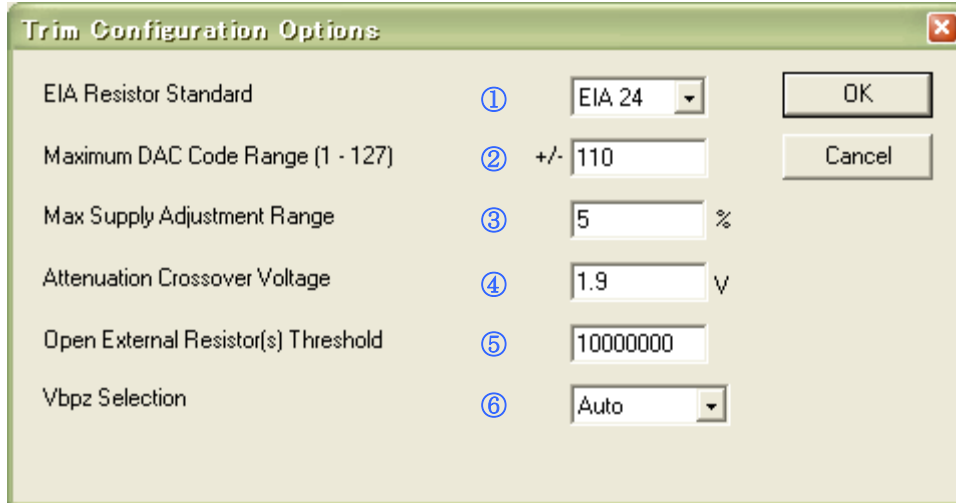 Trim Configuration Options
EIA Resistor Standard ① EIA 24 OK
Maximum DAC Code Range (1 - 127) ② +/- 110 Cancel
Max Supply Adjustment Range ③ 5 %
Attenuation Crossover Voltage ④ 1.9 V
Open External Resistor(s) Threshold ⑤ 10000000
Vbpz Selection ⑥ Auto